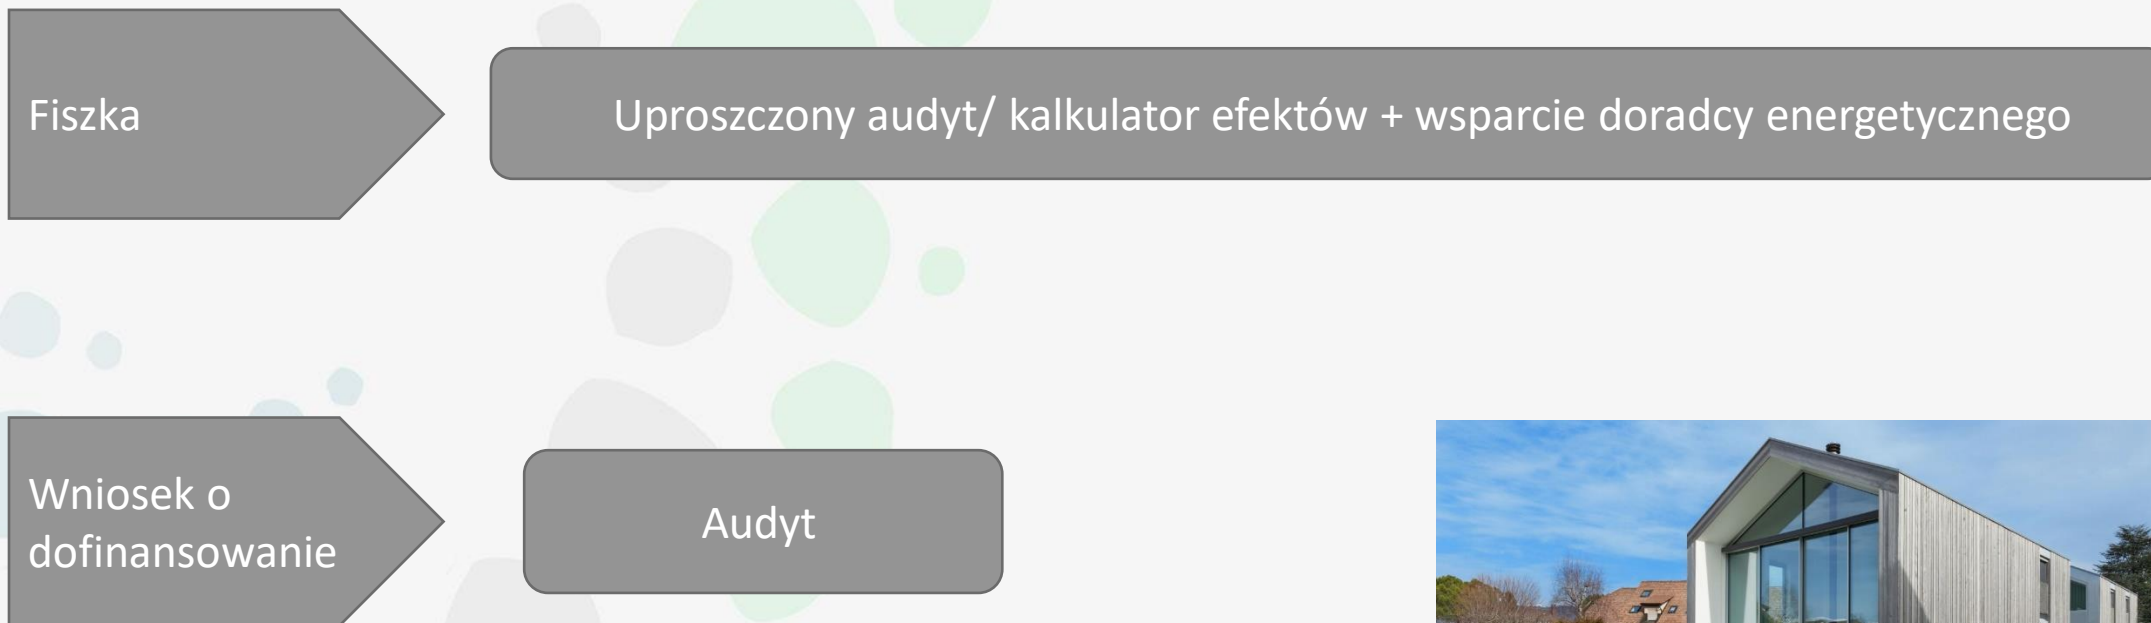 Fiszka
Uproszczony audyt/ kalkulator efektów + wsparcie doradcy energetycznego
Wniosek o
dofinansowanie
Audyt